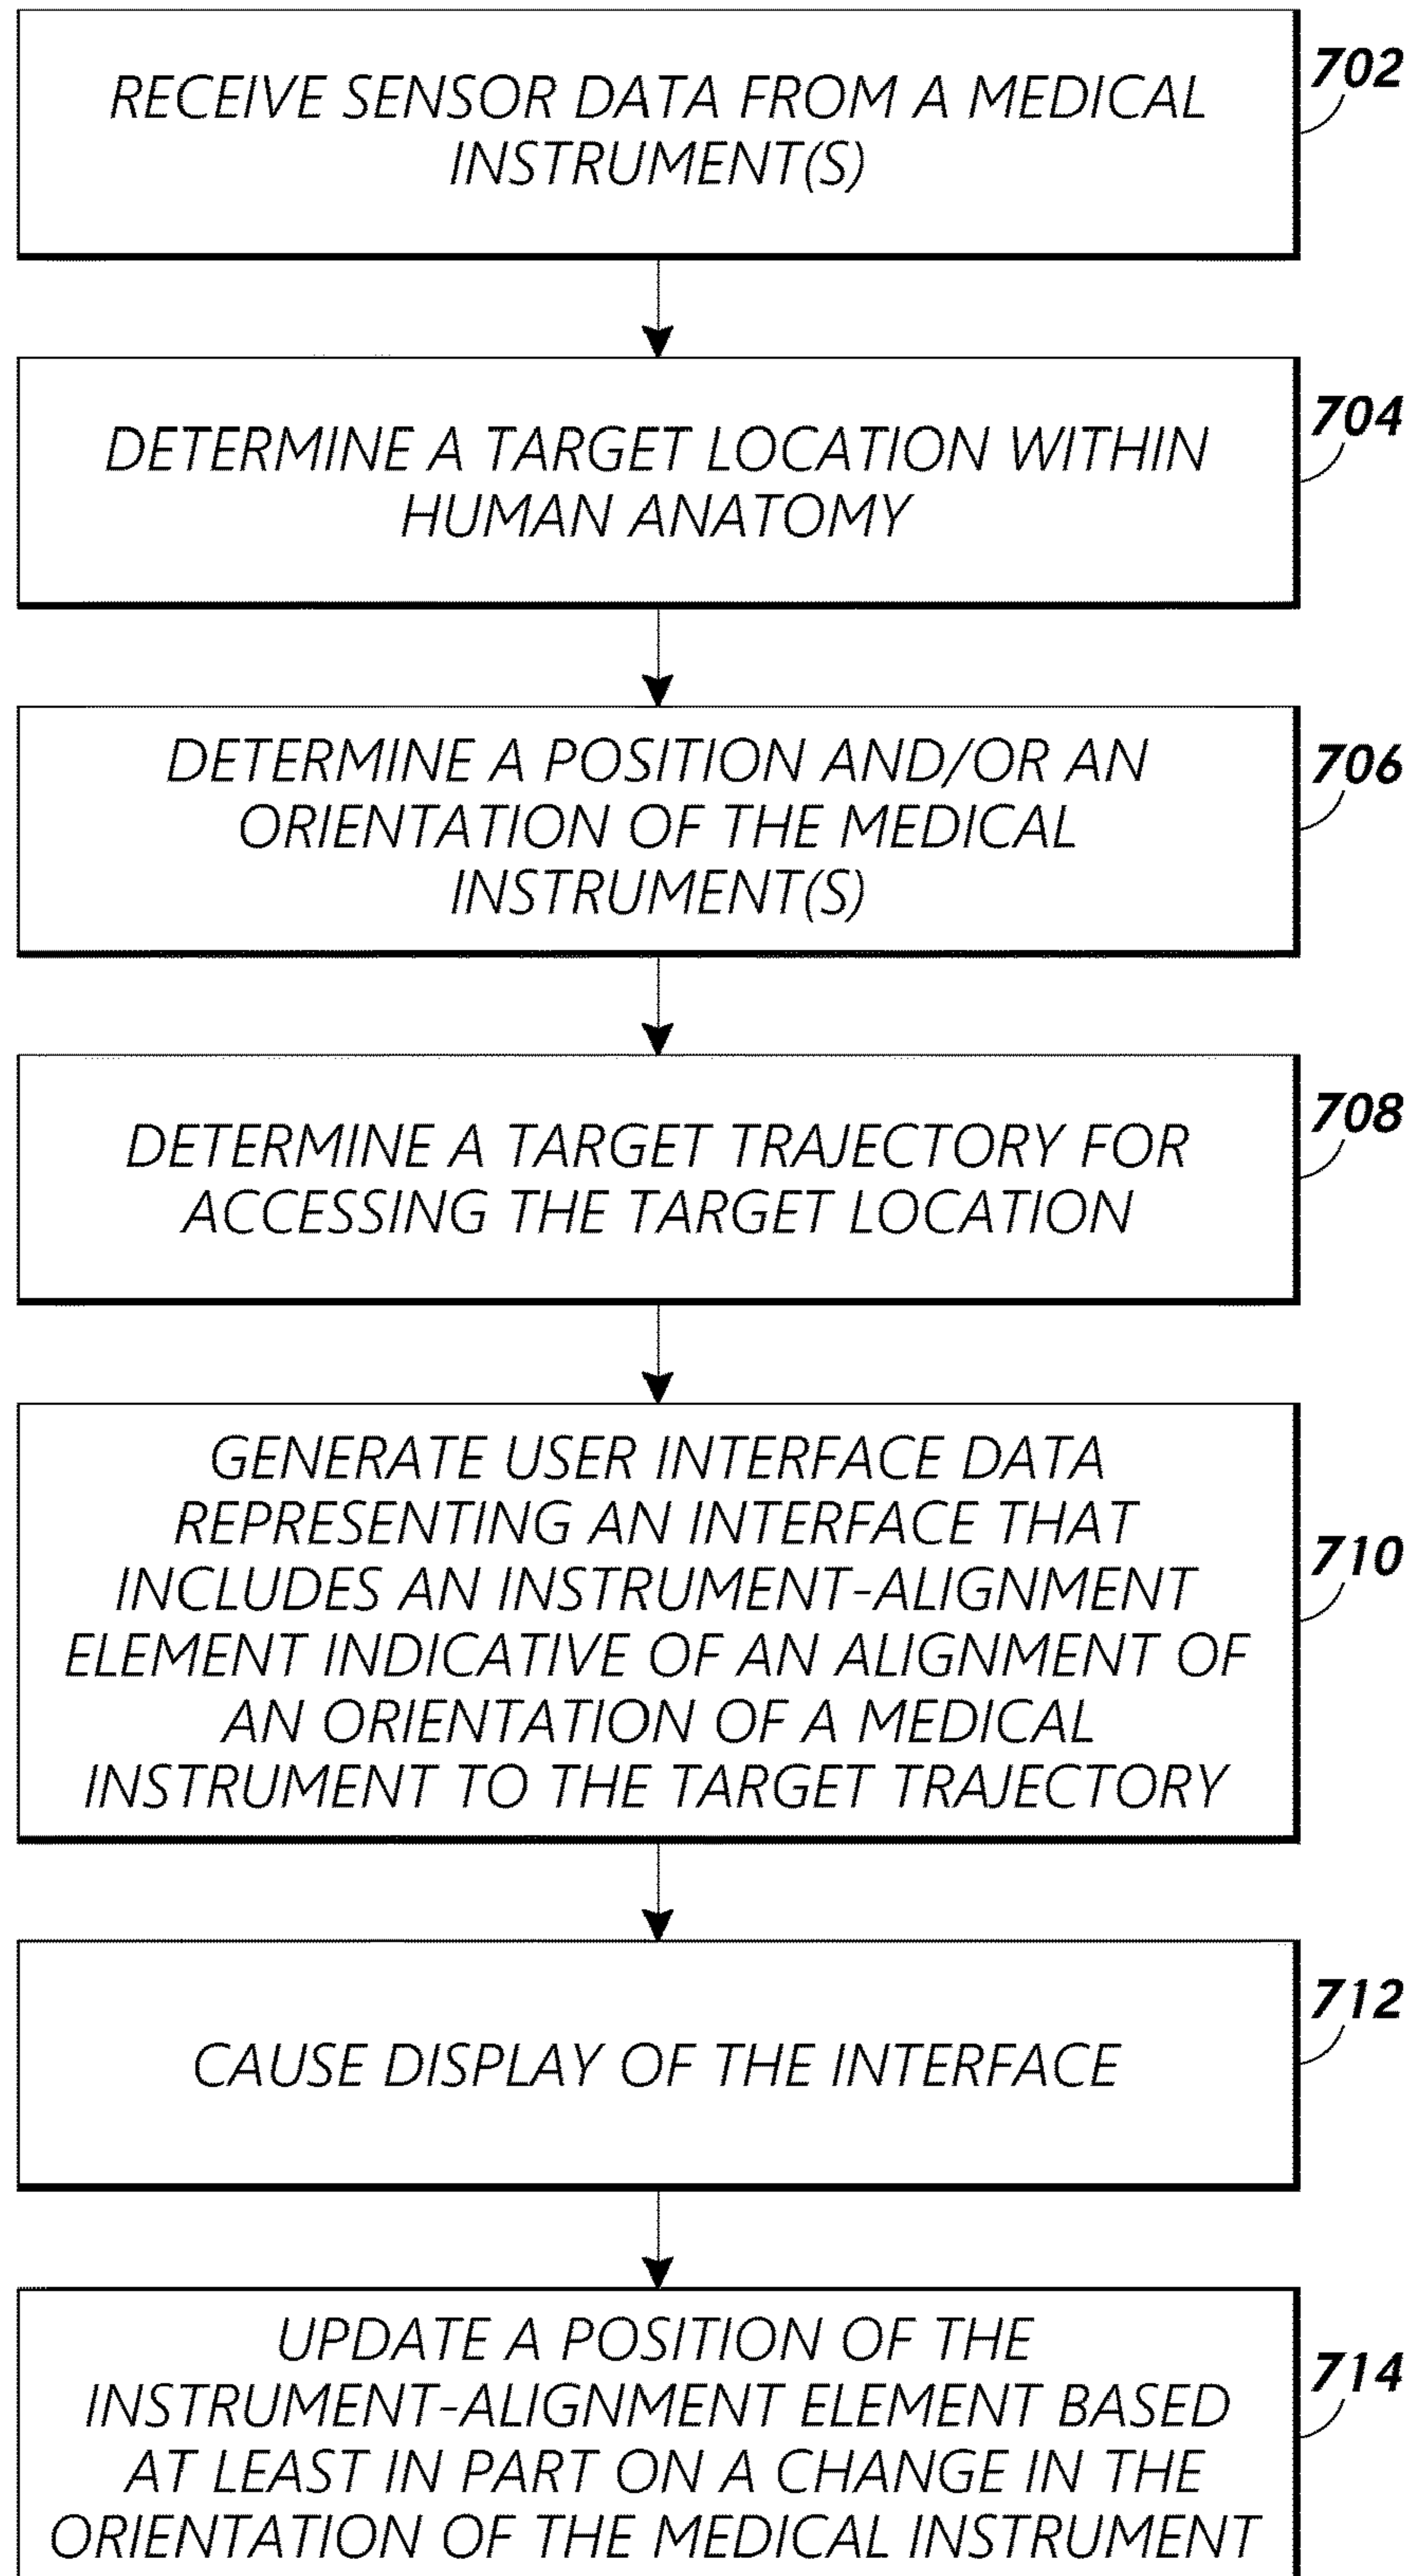 RECEIVE SENSOR DATA FROM A MEDICAL
INSTRUMENT(S)
702
DETERMINE A TARGET LOCATION WITHIN
HUMAN ANATOMY
704
DETERMINE A POSITION AND/OR AN
ORIENTATION OF THE MEDICAL
INSTRUMENT(S)
706
DETERMINE A TARGET TRAJECTORY FOR
ACCESSING THE TARGET LOCATION
708
GENERATE USER INTERFACE DATA
REPRESENTING AN INTERFACE THAT
INCLUDES AN INSTRUMENT-ALIGNMENT
ELEMENT INDICATIVE OF AN ALIGNMENT OF
AN ORIENTATION OF A MEDICAL
INSTRUMENT TO THE TARGET TRAJECTORY
710
CAUSE DISPLAY OF THE INTERFACE
712
UPDATE A POSITION OF THE
INSTRUMENT-ALIGNMENT ELEMENT BASED
AT LEAST IN PART ON A CHANGE IN THE
ORIENTATION OF THE MEDICAL INSTRUMENT
714